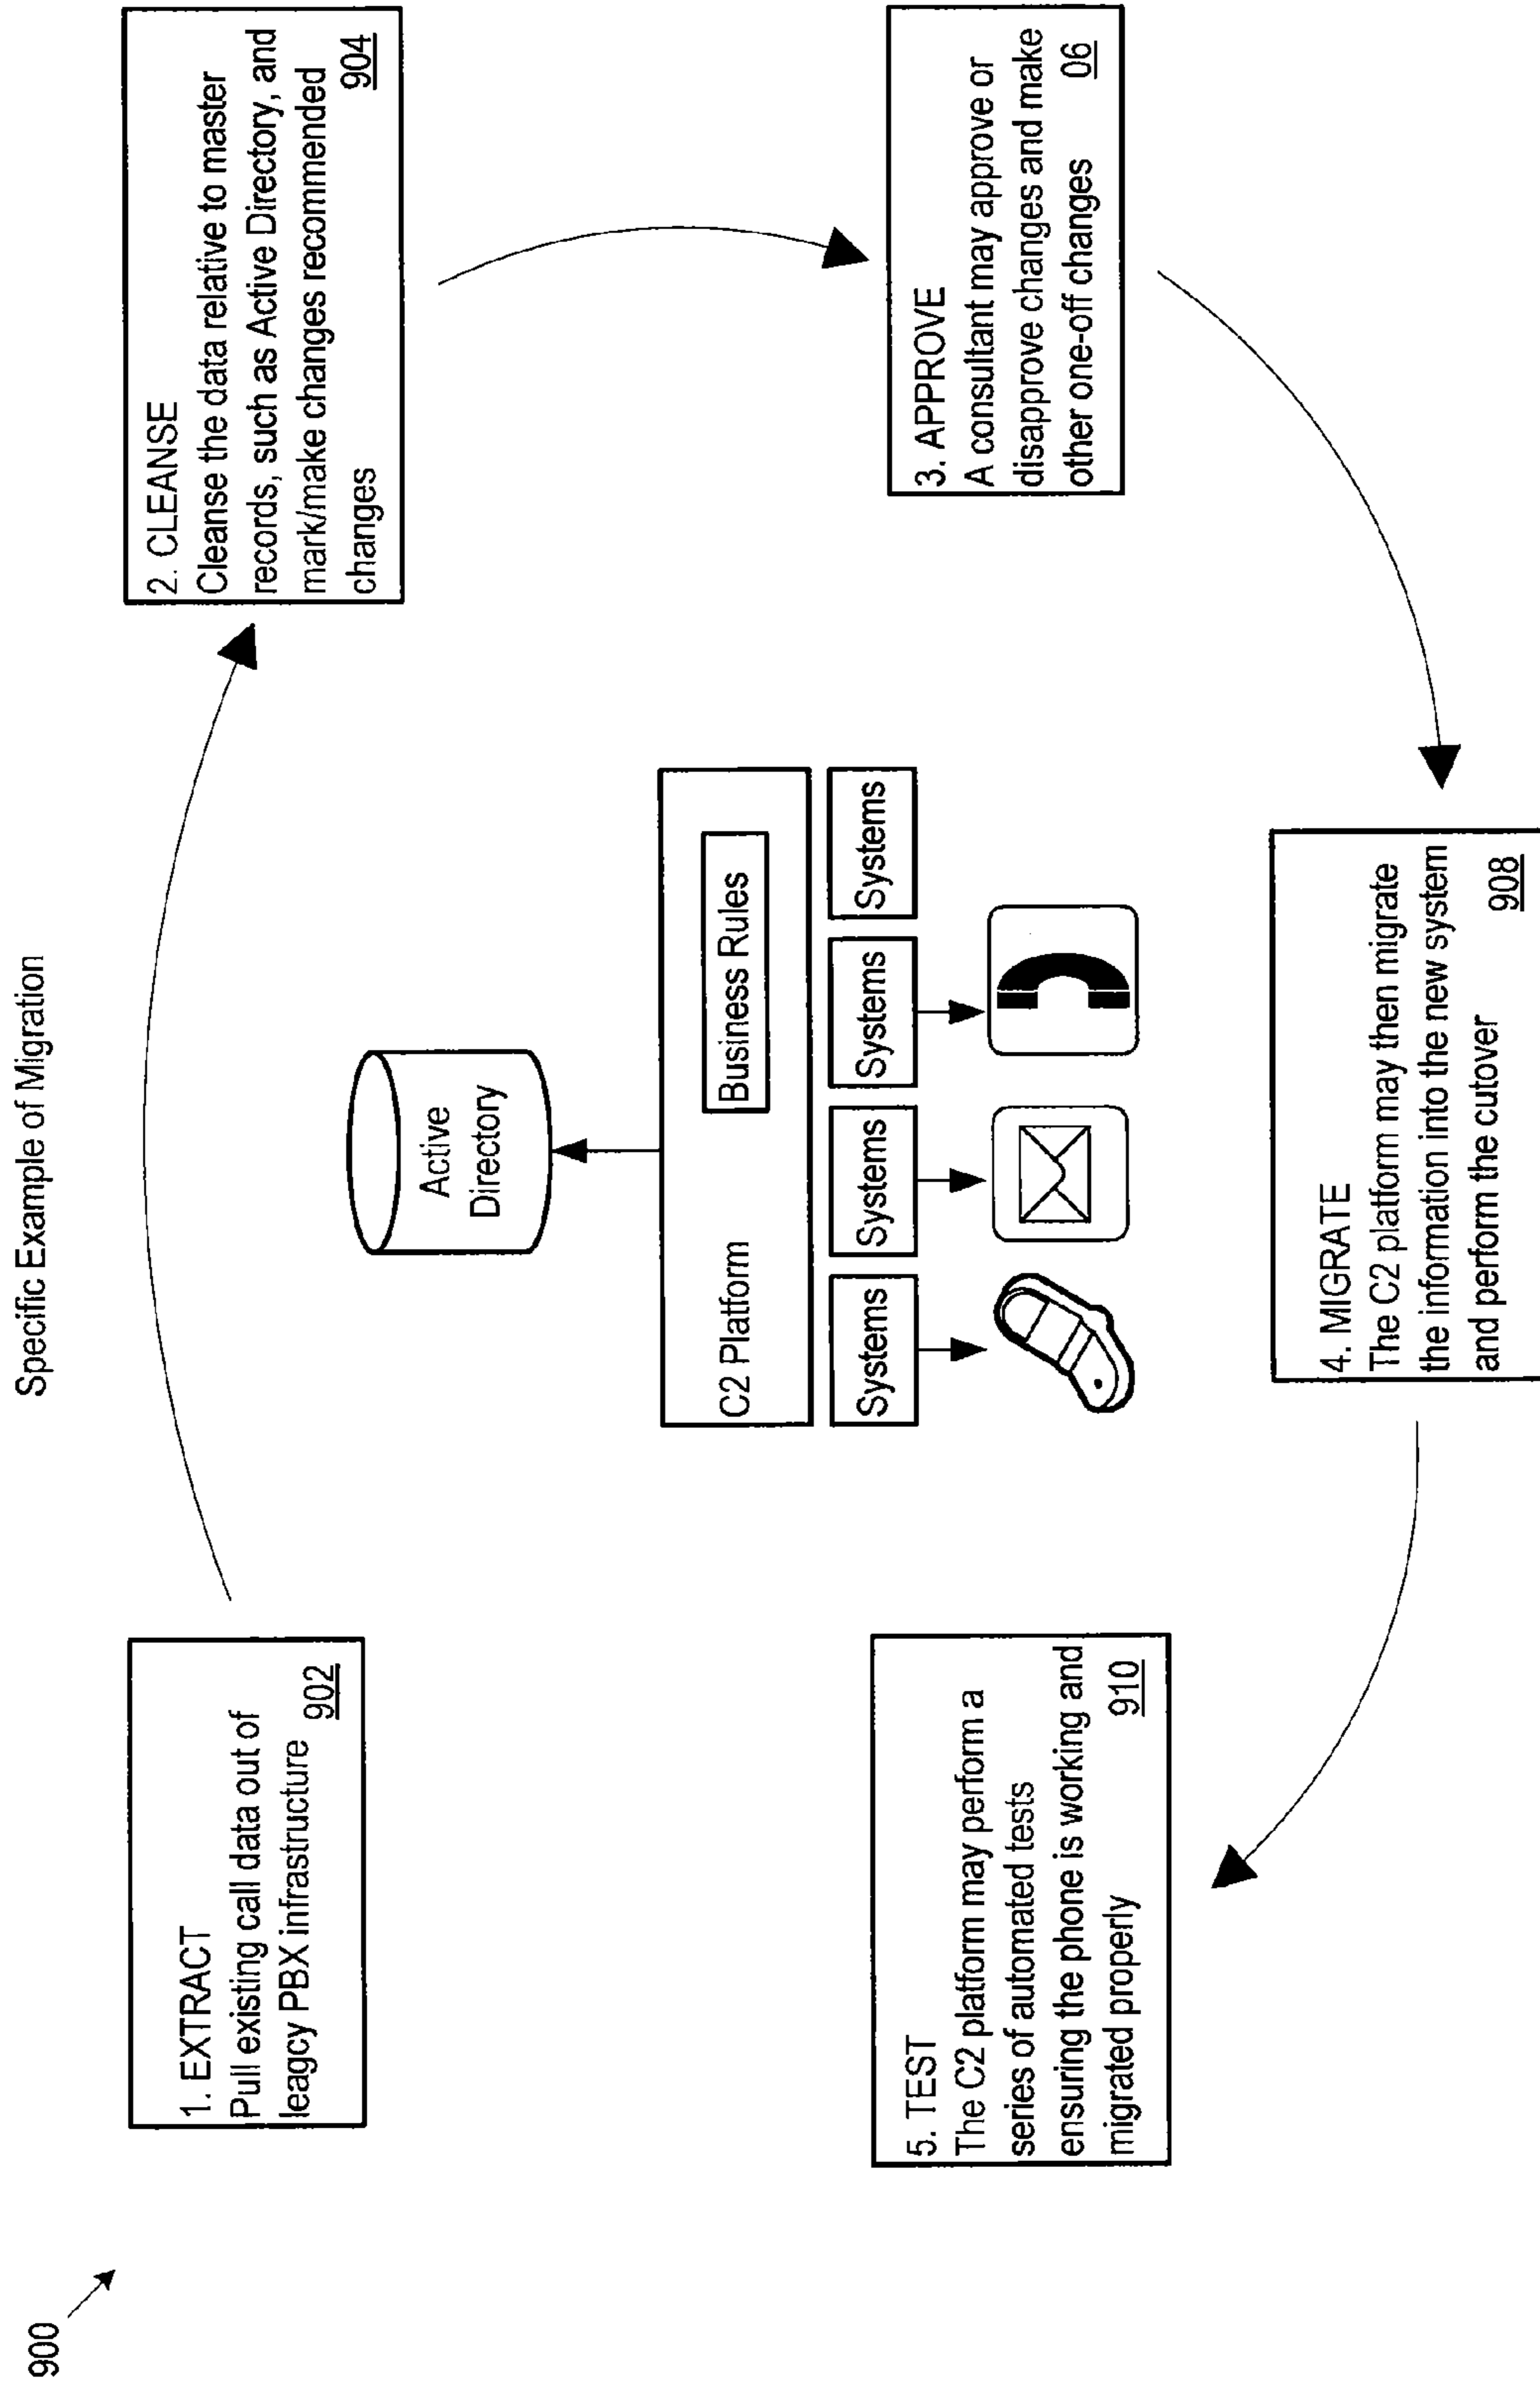 900
Specific Example of Migration
1. EXTRACT
Pull existing call data out of
leagcy PBX infrastructure
902
2. CLEANSE
Cleanse the data relative to master
records, such as Active Directory, and
mark/make changes recommended
changes
904
Active
Directory
C2 Platform
Business Rules
Systems
Systems
Systems
Systems
3. APPROVE
A consultant may approve or
disapprove changes and make
other one-off changes
06
4. MIGRATE
The C2 platform may then migrate
the information into the new system
and perform the cutover
908
5. TEST
The C2 platform may perform a
series of automated tests
ensuring the phone is working and
migrated properly
910